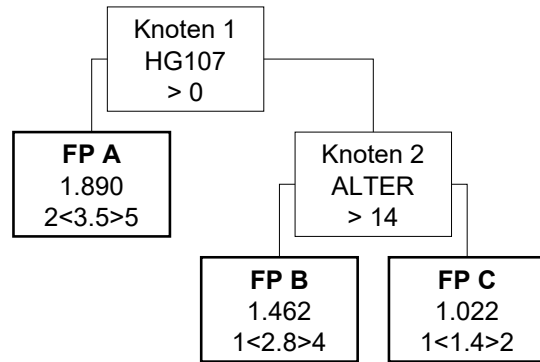 Knoten 1
HG107
> 0
FP A
1.890
2<3.5>5
Knoten 2
ALTER
> 14
FP B
1.462
1<2.8>4
FP C
1.022
1<1.4>2